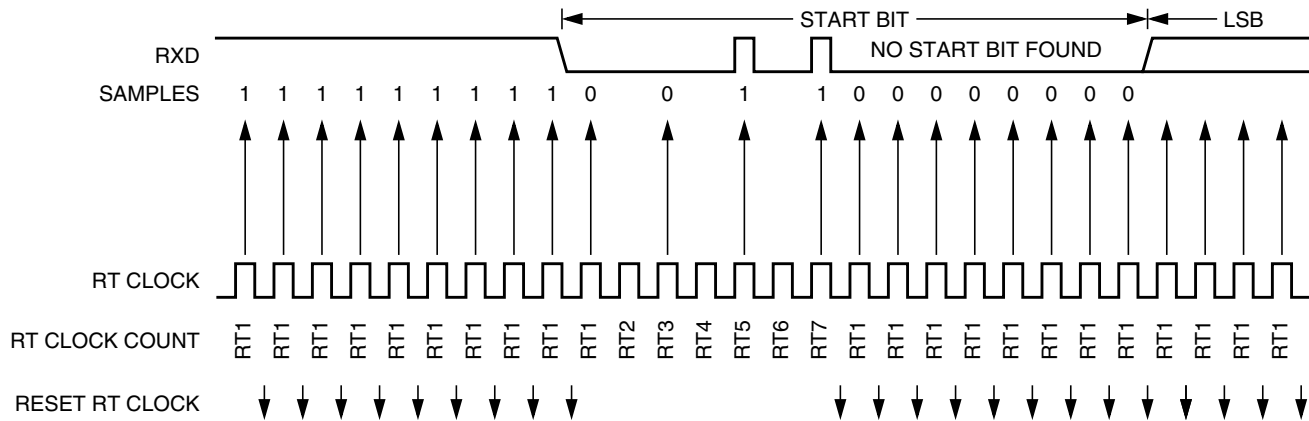 START BIT LSB
RXD NO START BIT FOUND
SAMPLES 1 1 1 1 1 1 1 1 1 0 0 1 1 0 0 0 0 0 0 0 0
RT CLOCK
RT CLOCK COUNT RT1 RT1 RT1 RT1 RT1 RT1 RT1 RT1 RT1 RT1 RT2 RT3 RT4 RT5 RT6 RT7 RT1 RT1 RT1 RT1 RT1 RT1 RT1 RT1 RT1 RT1 RT1 RT1
RESET RT CLOCK